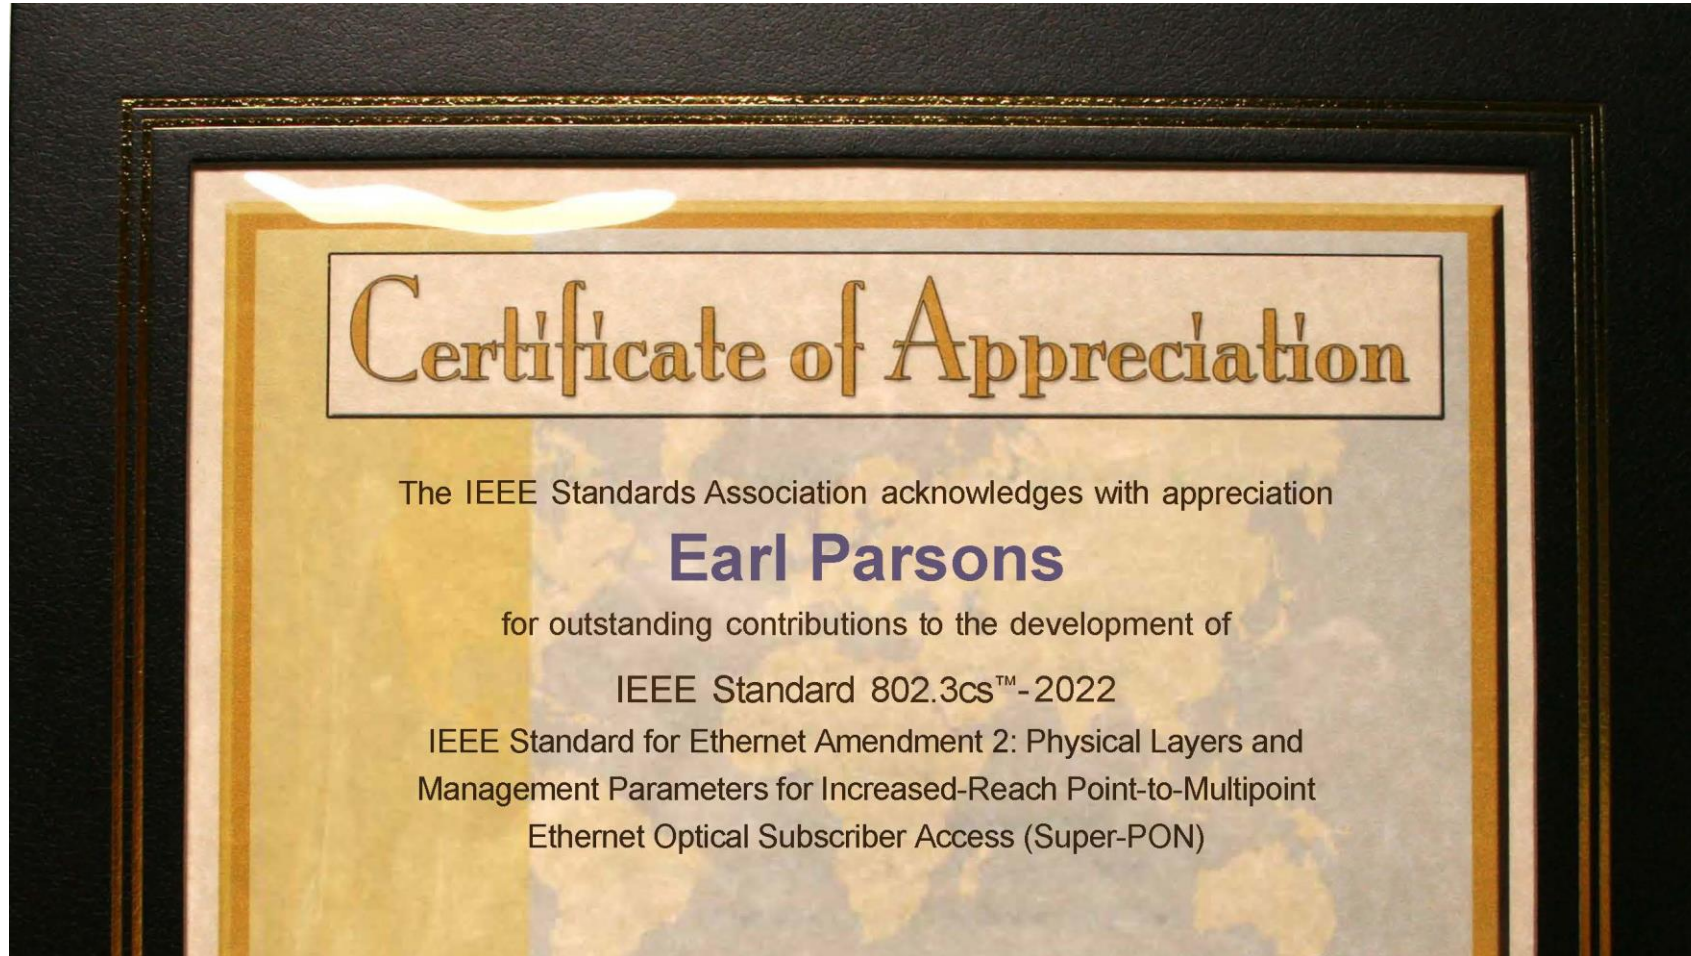 Certificate of Appreciation
The IEEE Standards Association acknowledges with appreciation
Earl Parsons
for outstanding contributions to the development of
IEEE Standard 802.3cs™-2022
IEEE Standard for Ethernet Amendment 2: Physical Layers and
Management Parameters for Increased-Reach Point-to-Multipoint
Ethernet Optical Subscriber Access (Super-PON)